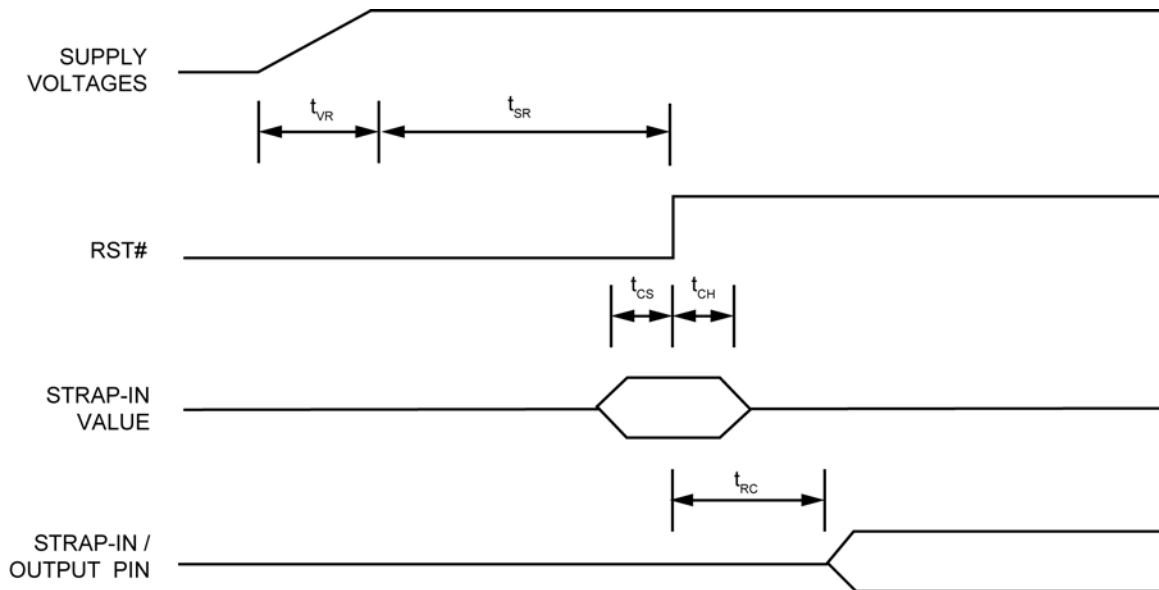 SUPPLY
VOLTAGES
tVR
tSR
RST#
tCS
tCH
STRAP-IN
VALUE
tRC
STRAP-IN /
OUTPUT PIN